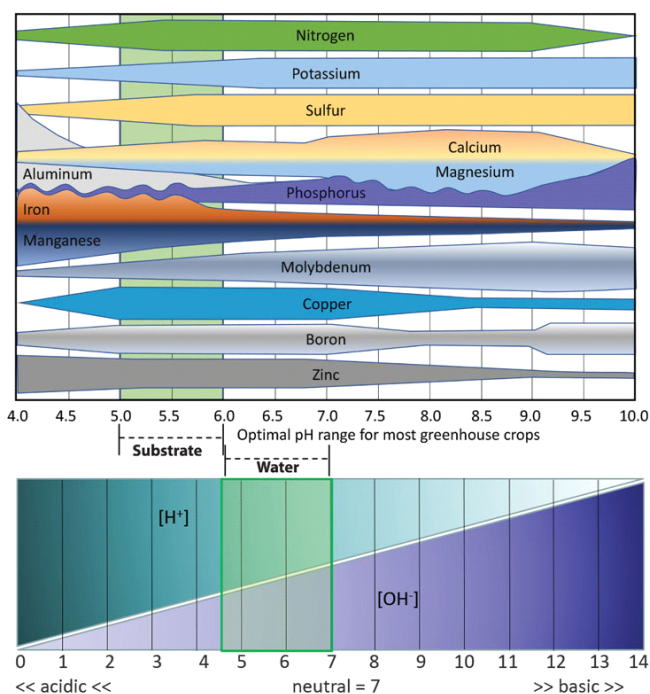 Nitrogen
Potassium
Sulfur
Calcium
Aluminum
Magnesium
Phosphorus
Iron
Manganese
Molybdenum
Copper
Boron
Zinc
4.0 4.5 5.0 5.5 6.0 6.5 7.0 7.5 8.0 8.5 9.0 9.5 10.0
Optimal pH range for most greenhouse crops
Substrate
Water
[H⁺]
[OH⁻]
0 1 2 3 4 5 6 7 8 9 10 11 12 13 14
<< acidic << neutral = 7 >> basic >>